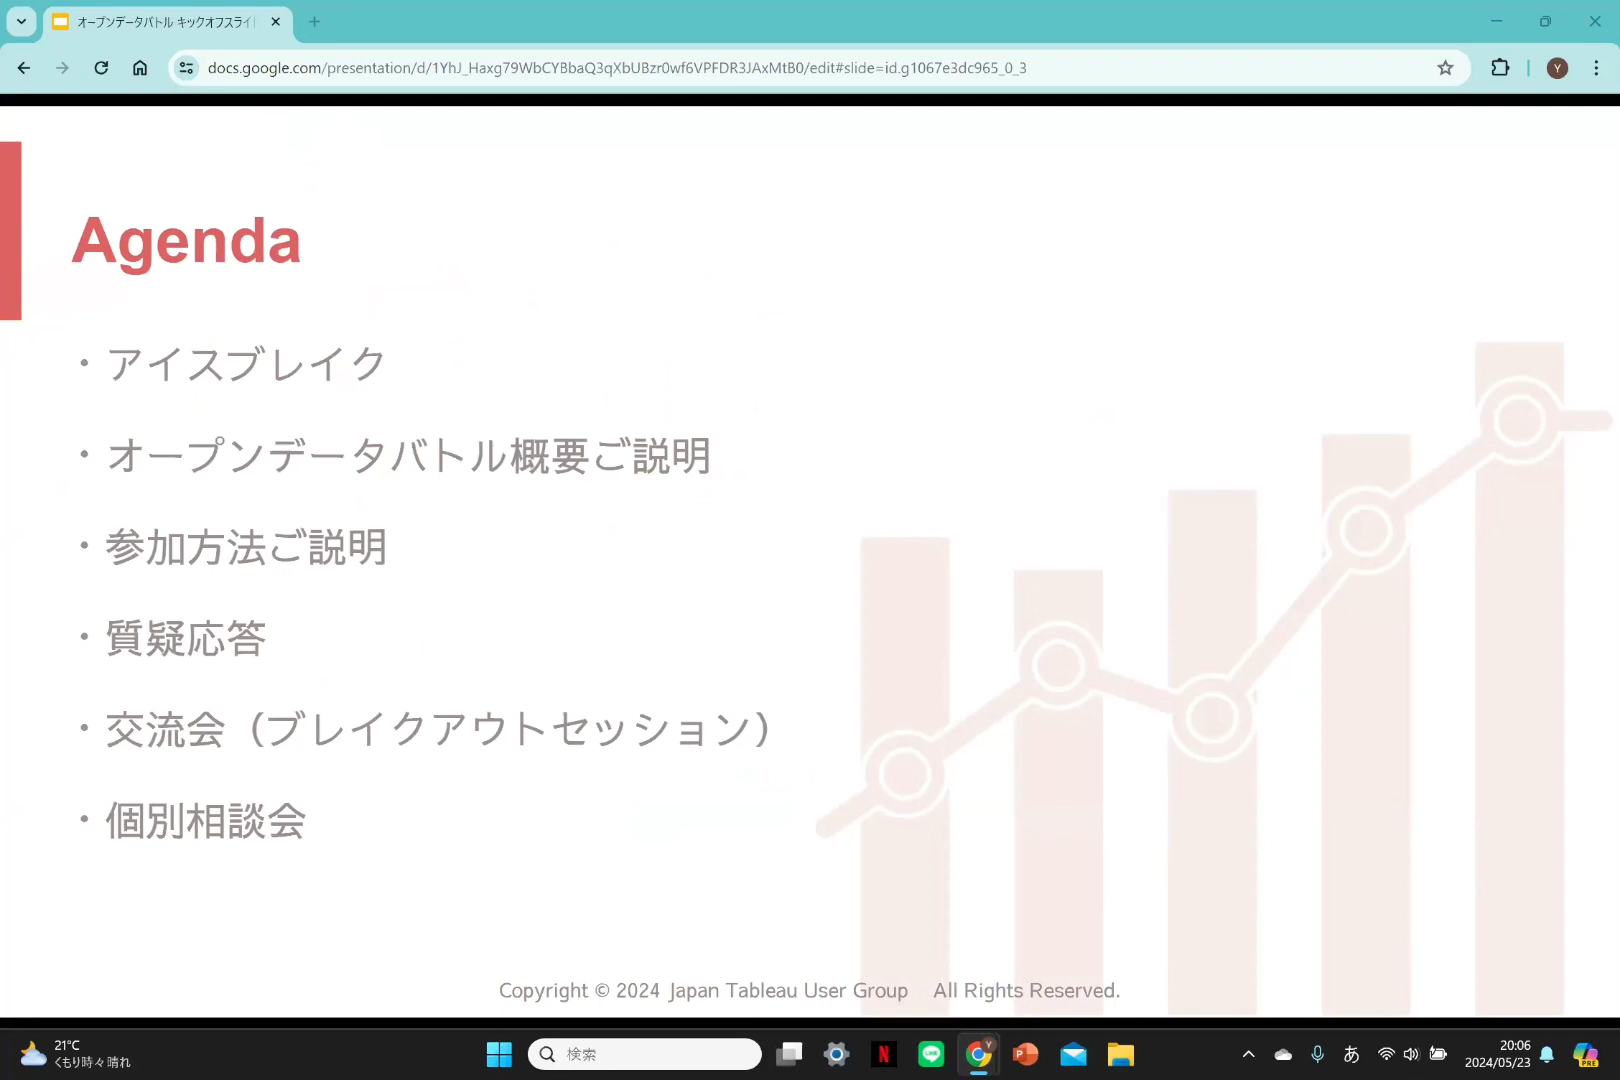 オープンデータバトル キックオフスライ
docs.google.com/presentation/d/1YhJ_Haxg79WbCYBbaQ3qXbUBzr0wf6VPFDR3JAxMtB0/edit#slide=id.g1067e3dc965_0_3
Y
Agenda
・アイスブレイク
・オープンデータバトル概要ご説明
・参加方法ご説明
・質疑応答
・交流会（ブレイクアウトセッション）
・個別相談会
Copyright © 2024 Japan Tableau User Group All Rights Reserved.
21°C
くもり時々晴れ
検索
あ
20:06
2024/05/23
PRE